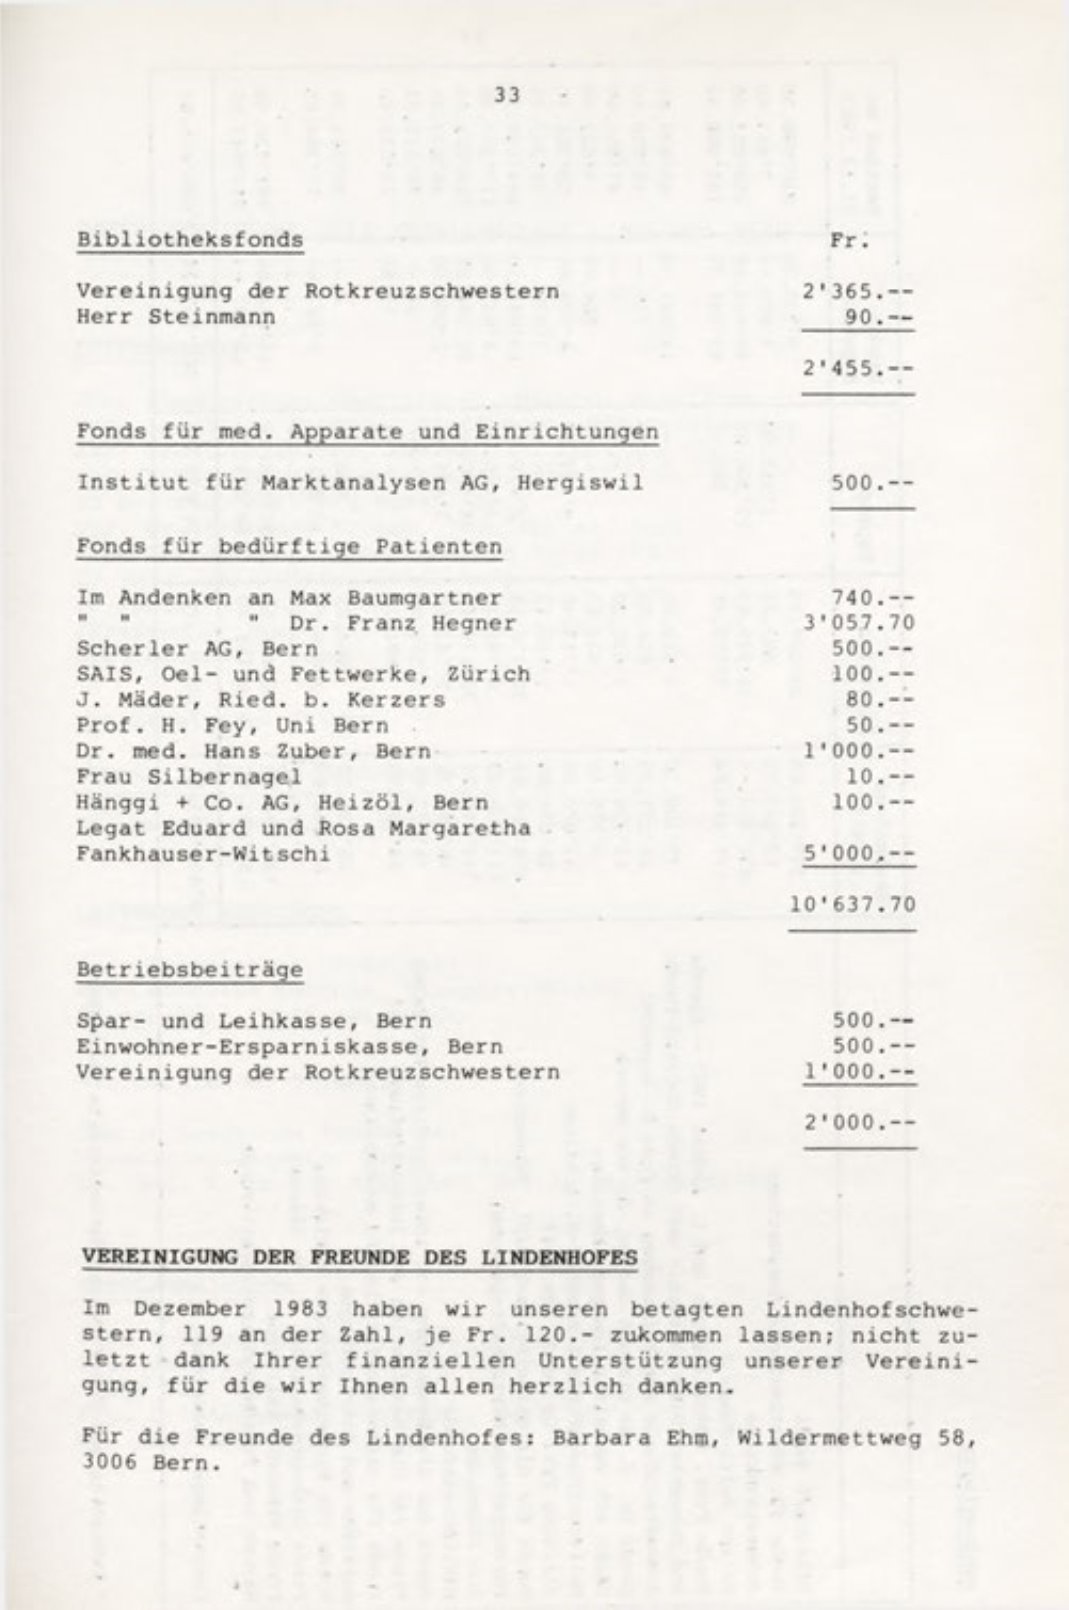 33
Bibliotheksfonds Fr.
Vereinigung der Rotkreuzschwestern 2'365.--
Herr Steinmann 90.--
2'455.--
Fonds für med. Apparate und Einrichtungen
Institut für Marktanalysen AG, Hergiswil 500.--
Fonds für bedürftige Patienten
Im Andenken an Max Baumgartner 740.--
" " " Dr. Franz Hegner 3'057.70
Scherler AG, Bern 500.--
SAIS, Oel- und Fettwerke, Zürich 100.--
J. Mäder, Ried. b. Kerzers 80.--
Prof. H. Fey, Uni Bern 50.--
Dr. med. Hans Zuber, Bern 1'000.--
Frau Silbernagel 10.--
Hänggi + Co. AG, Heizöl, Bern 100.--
Legat Eduard und Rosa Margaretha
Fankhauser-Witschi 5'000.--
10'637.70
Betriebsbeiträge
Spar- und Leihkasse, Bern 500.--
Einwohner-Ersparniskasse, Bern 500.--
Vereinigung der Rotkreuzschwestern 1'000.--
2'000.--
VEREINIGUNG DER FREUNDE DES LINDENHOFES
Im Dezember 1983 haben wir unseren betagten Lindenhofschwe-
stern, 119 an der Zahl, je Fr. 120.- zukommen lassen; nicht zu-
letzt dank Ihrer finanziellen Unterstützung unserer Vereini-
gung, für die wir Ihnen allen herzlich danken.
Für die Freunde des Lindenhofes: Barbara Ehm, Wildermettweg 58,
3006 Bern.